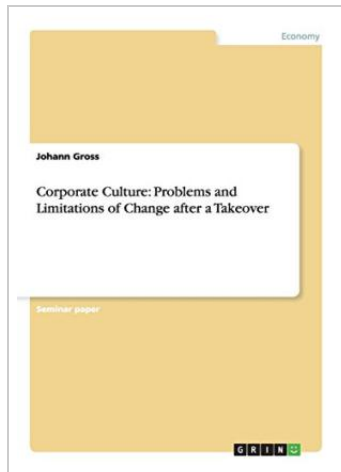 Economy
Johann Gross
Corporate Culture: Problems and
Limitations of Change after a Takeover
Seminar paper
GRIN